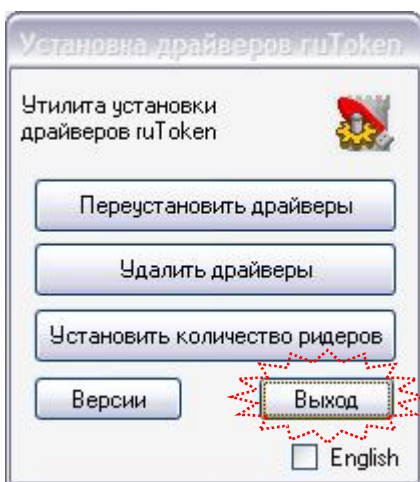 Установка драйверов ruToken
Утилита установки
драйверов ruToken
Переустановить драйверы
Удалить драйверы
Установить количество ридеров
Версии Выход
English